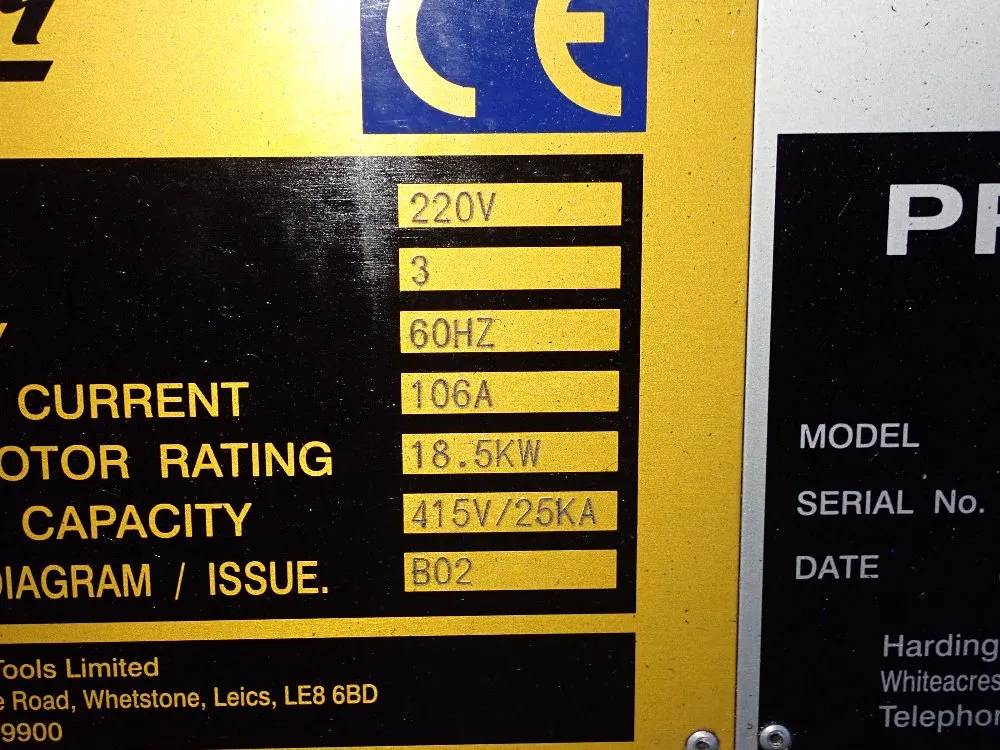 CE
220V
3
60HZ
CURRENT 106A
OTOR RATING 18.5KW
CAPACITY 415V/25KA
DIAGRAM / ISSUE. B02
Tools Limited
e Road, Whetstone, Leics, LE8 6BD
9900
PR
MODEL
SERIAL No.
DATE
Harding
Whiteacres
Telephon